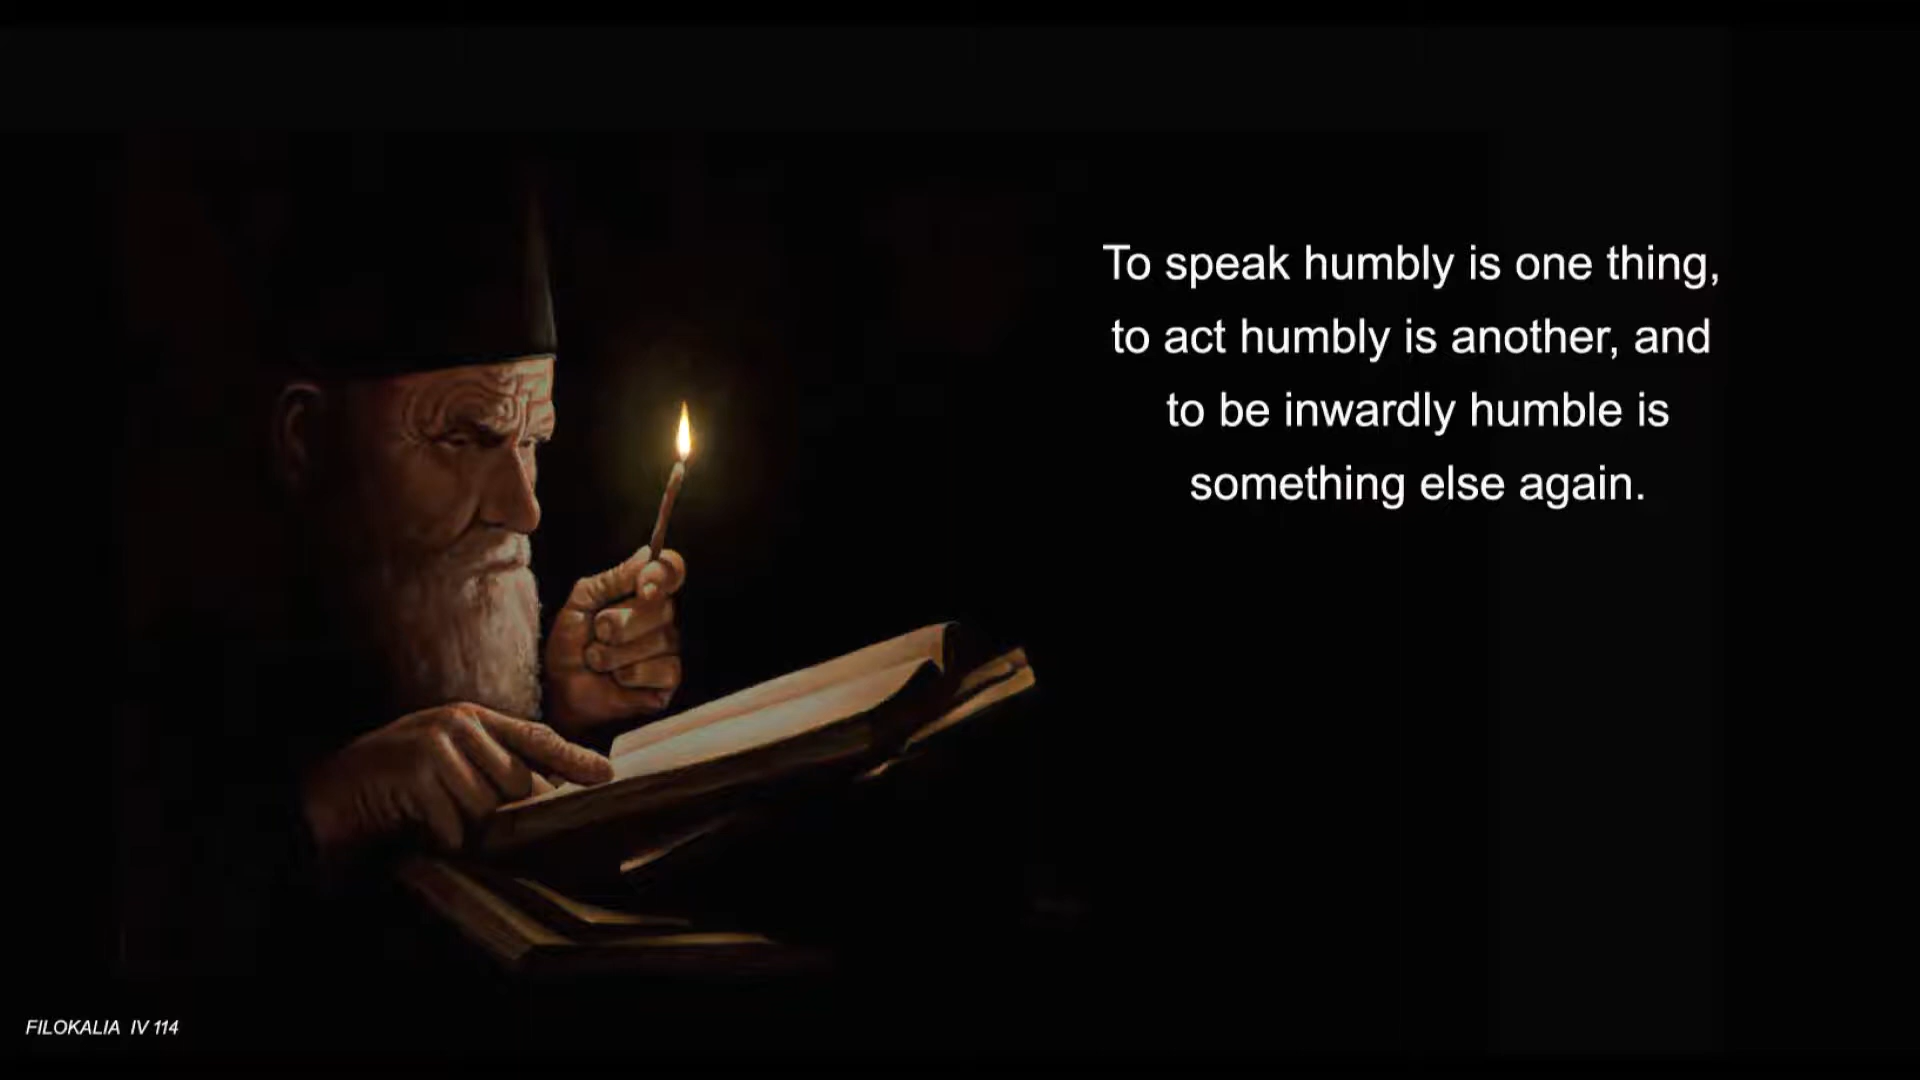 To speak humbly is one thing,
to act humbly is another, and
to be inwardly humble is
something else again.
FILOKALIA IV 114